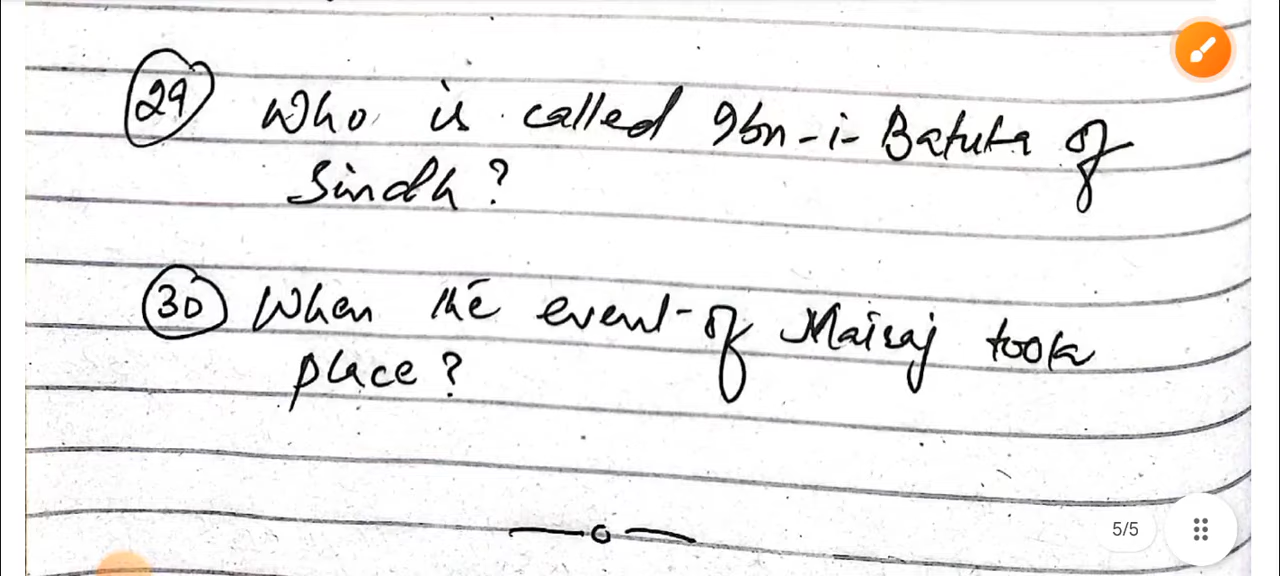 29 Who is called Ibn-i-Batuta of
Sindh?
30 When the event of Mairaj took
place?
5/5